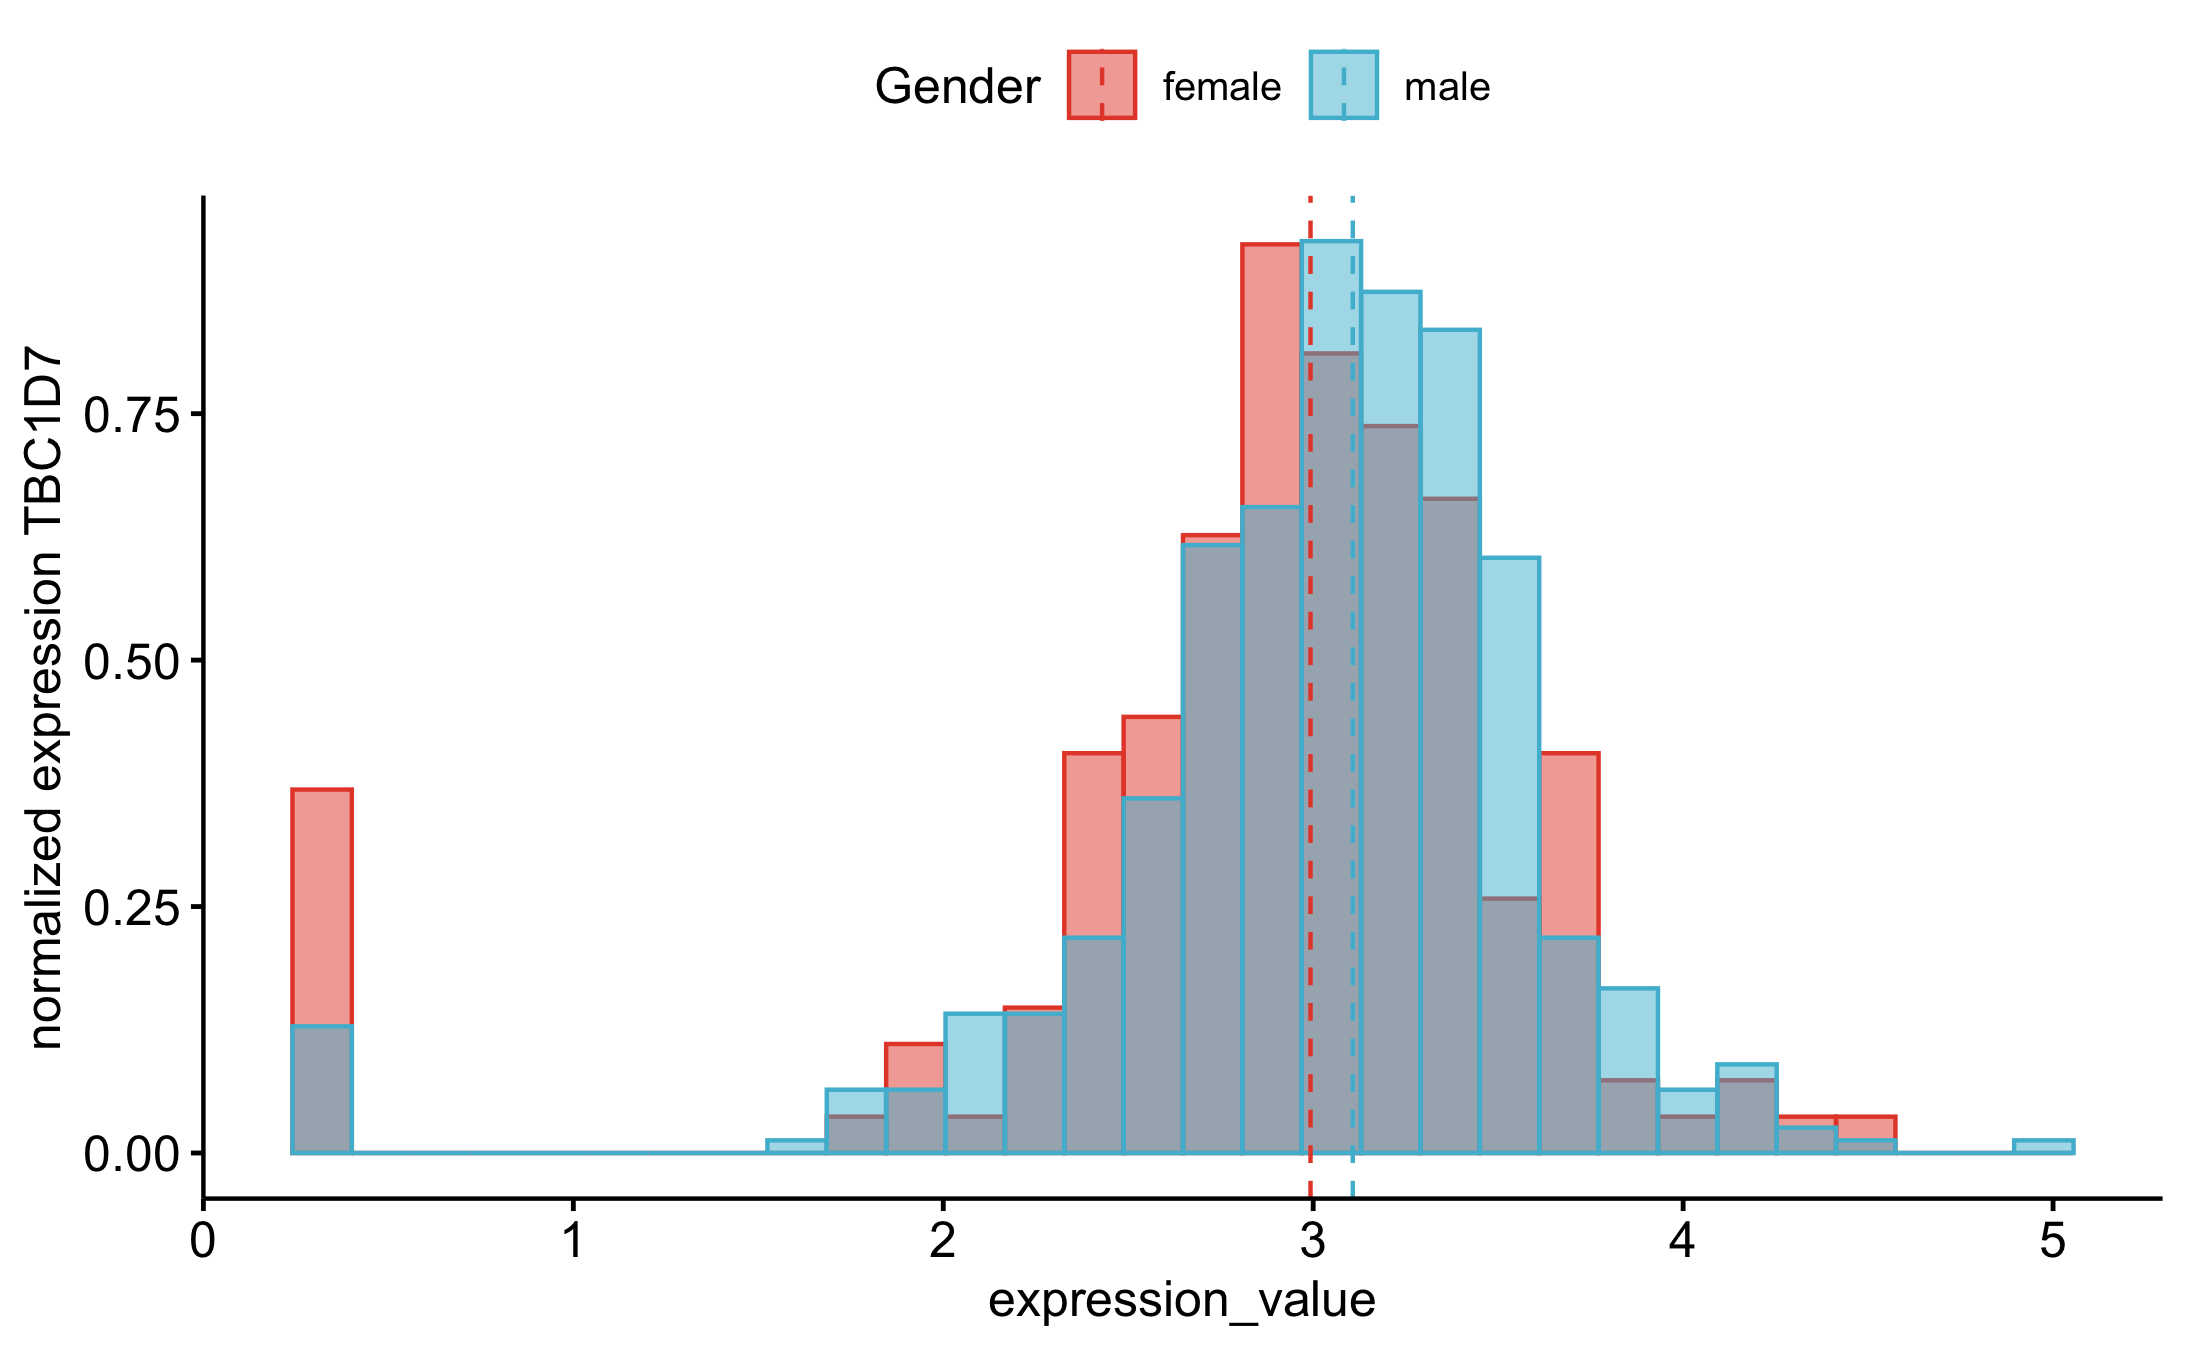 Gender female male
normalized expression TBC1D7
0.75
0.50
0.25
0.00
0 1 2 3 4 5
expression_value